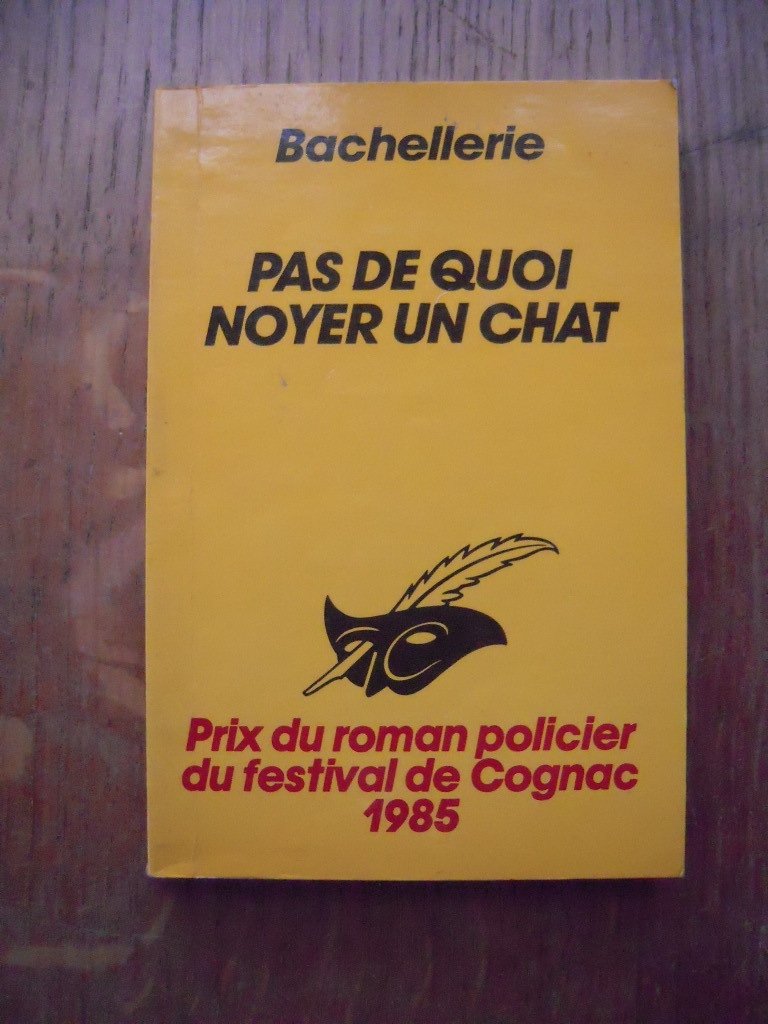 Bachellerie
PAS DE QUOI
NOYER UN CHAT
Prix du roman policier
du festival de Cognac
1985